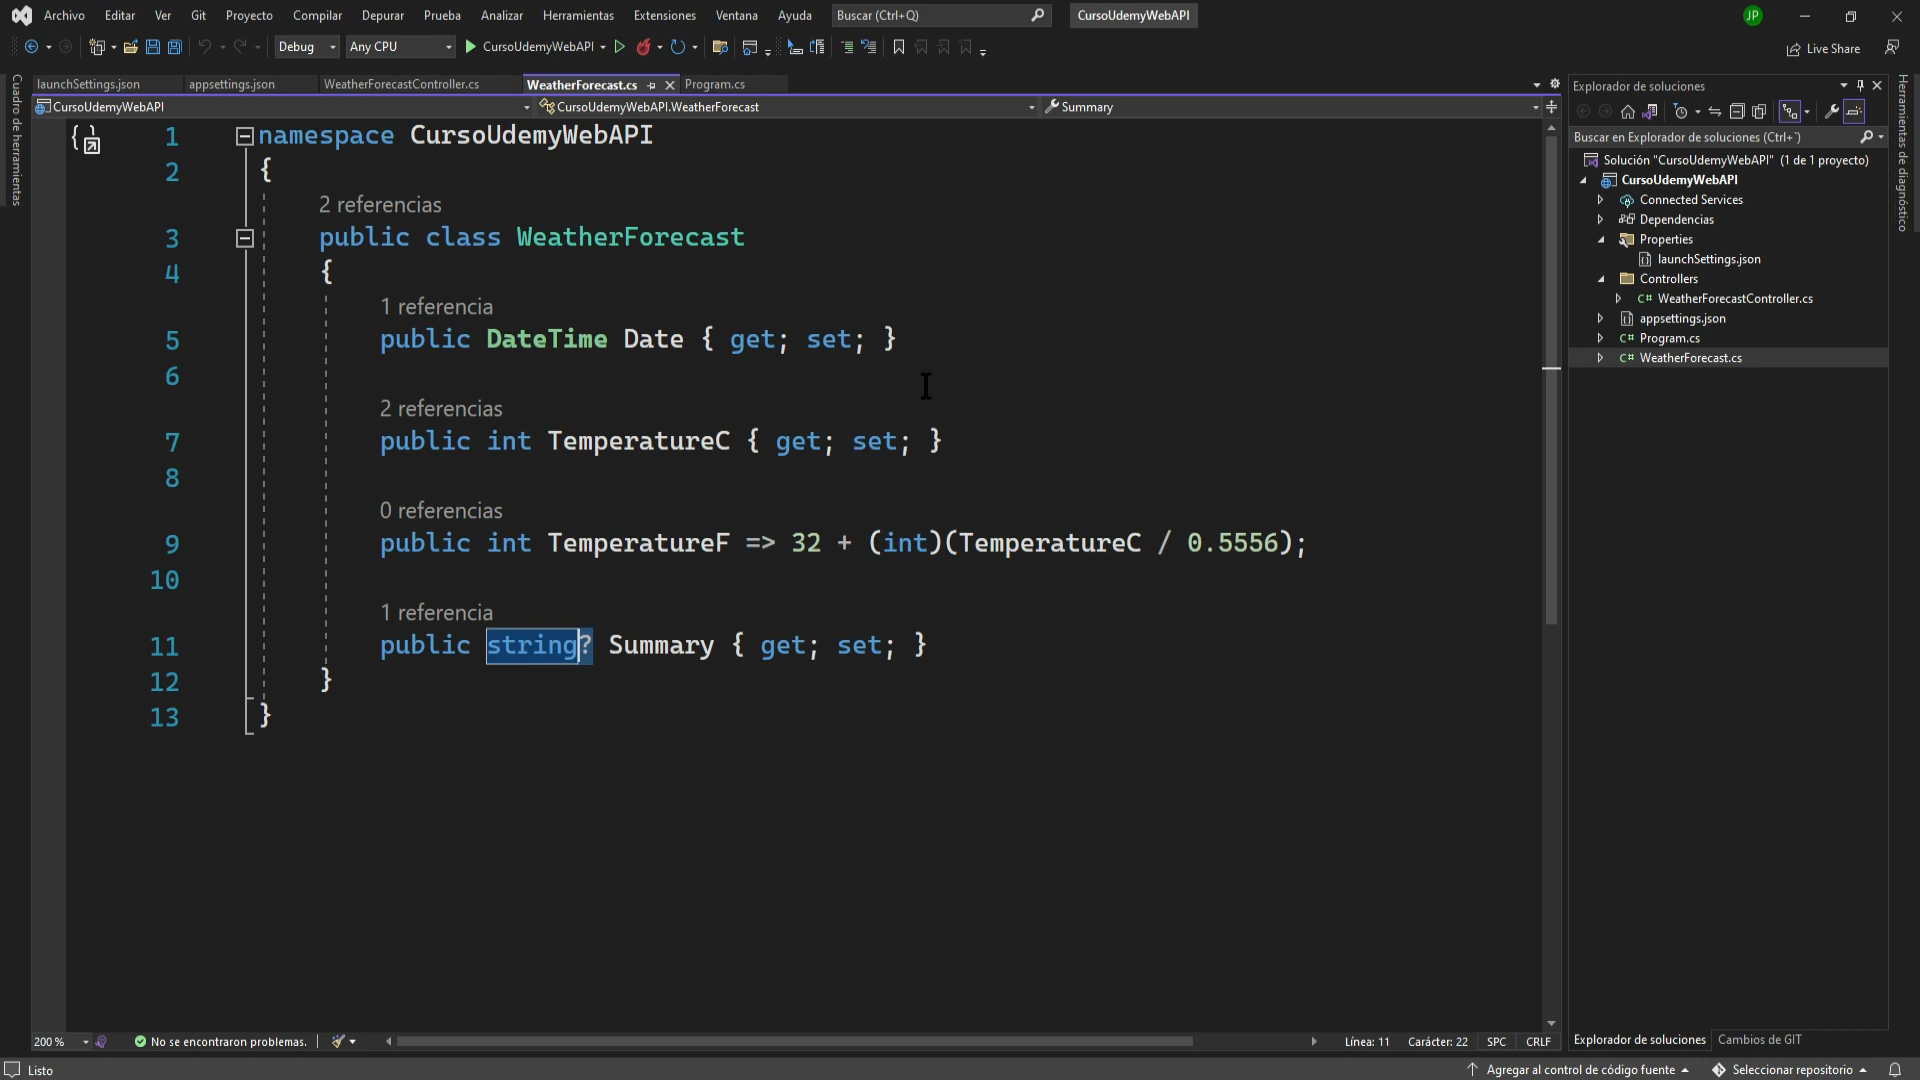 Archivo Editar Ver Git Proyecto Compilar Depurar Prueba Analizar Herramientas Extensiones Ventana Ayuda Buscar (Ctrl+Q) CursoUdemyWebAPI JP
Debug Any CPU CursoUdemyWebAPI Live Share
launchSettings.json appsettings.json WeatherForecastController.cs WeatherForecast.cs Program.cs
CursoUdemyWebAPI CursoUdemyWebAPI.WeatherForecast Summary
Cuadro de herramientas
1 namespace CursoUdemyWebAPI
2 {
2 referencias
3 public class WeatherForecast
4 {
1 referencia
5 public DateTime Date { get; set; }
6
2 referencias
7 public int TemperatureC { get; set; }
8
0 referencias
9 public int TemperatureF => 32 + (int)(TemperatureC / 0.5556);
10
1 referencia
11 public string? Summary { get; set; }
12 }
13 }
Explorador de soluciones
Buscar en Explorador de soluciones (Ctrl+`)
Solución "CursoUdemyWebAPI" (1 de 1 proyecto)
CursoUdemyWebAPI
Connected Services
Dependencias
Properties
launchSettings.json
Controllers
C# WeatherForecastController.cs
appsettings.json
C# Program.cs
C# WeatherForecast.cs
Herramientas de diagnóstico
200 % No se encontraron problemas. Línea: 11 Carácter: 22 SPC CRLF
Explorador de soluciones Cambios de GIT
Listo Agregar al control de código fuente Seleccionar repositorio